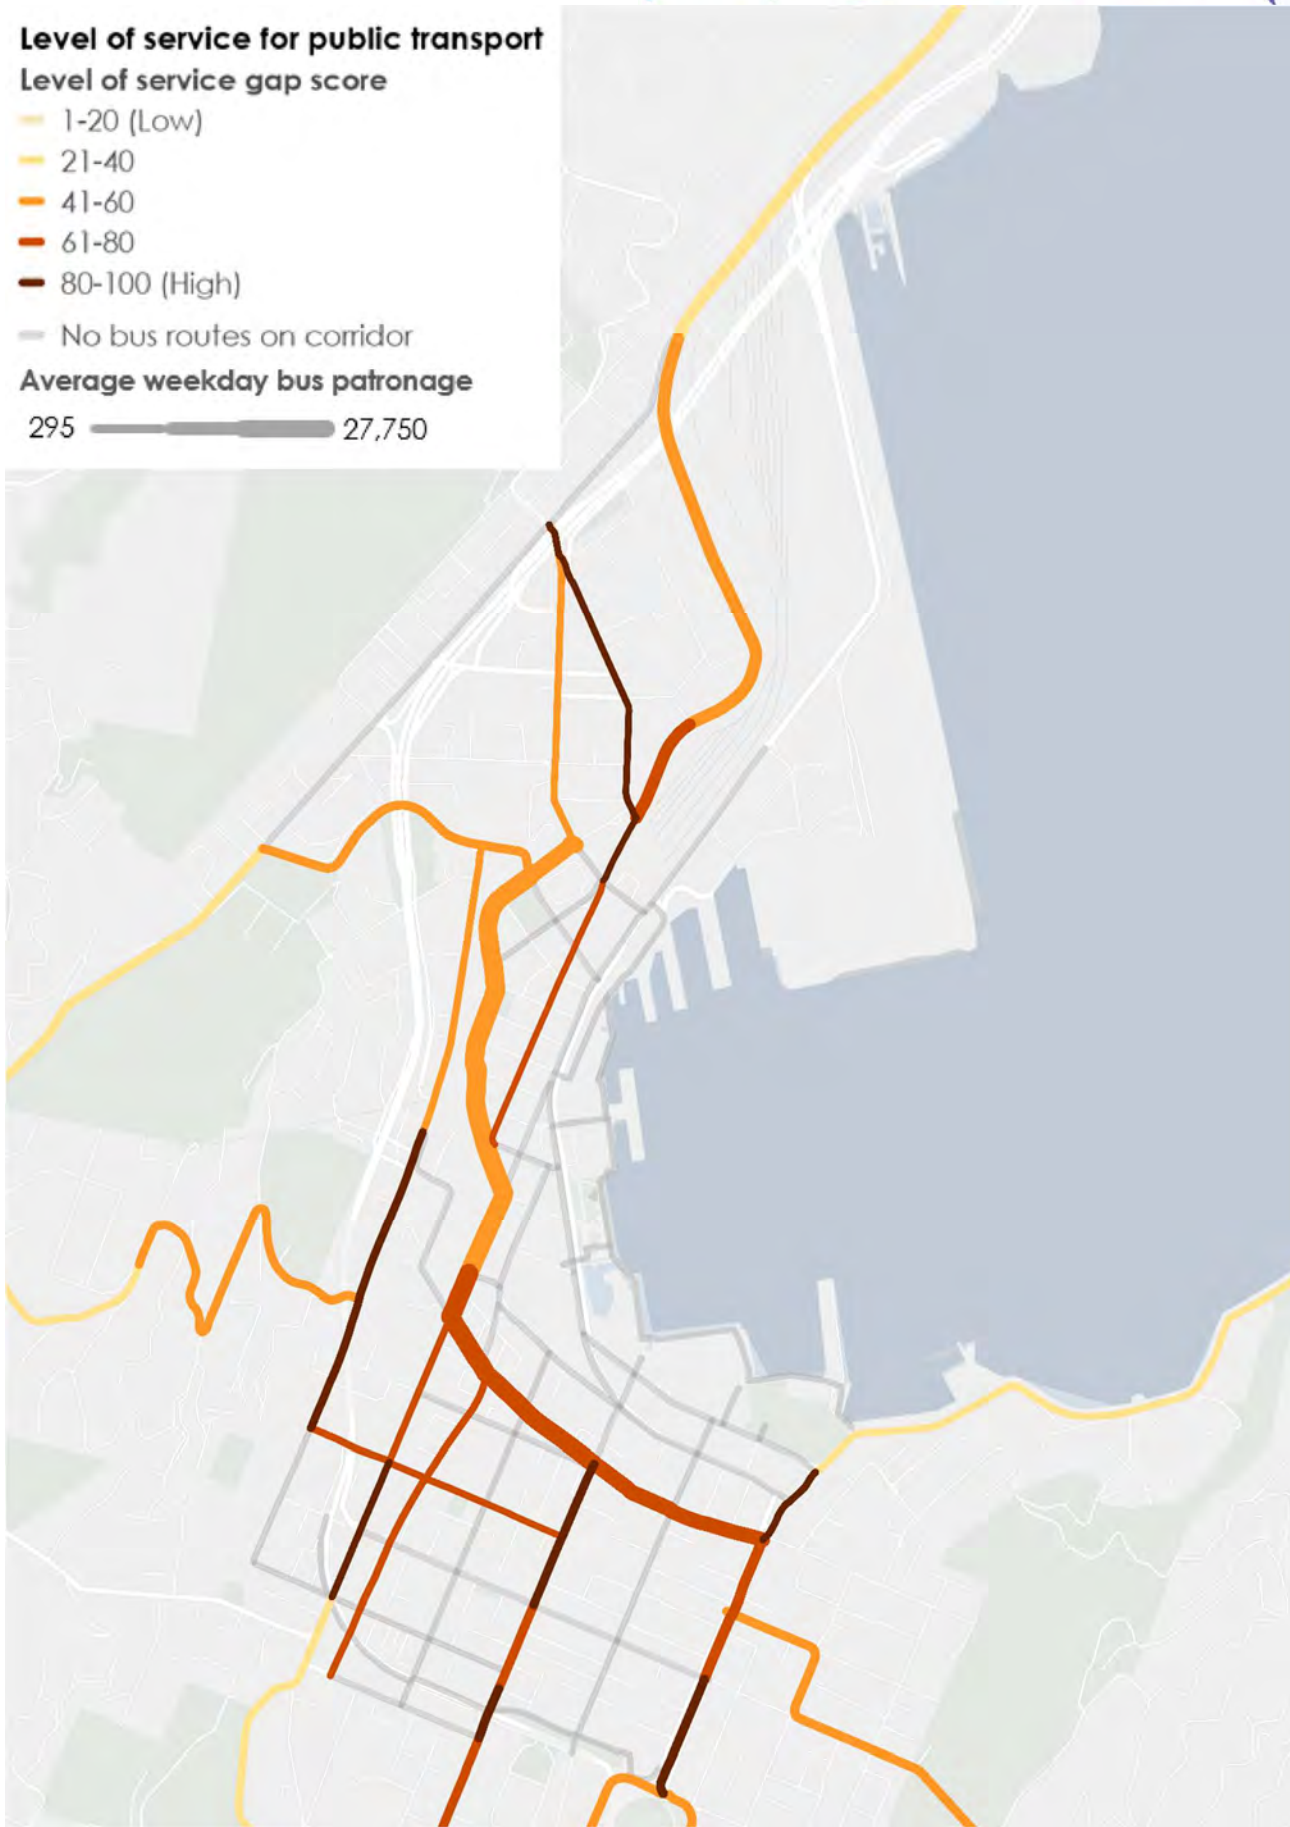 Level of service for public transport
Level of service gap score
1-20 (Low)
21-40
41-60
61-80
80-100 (High)
No bus routes on corridor
Average weekday bus patronage
295 27,750